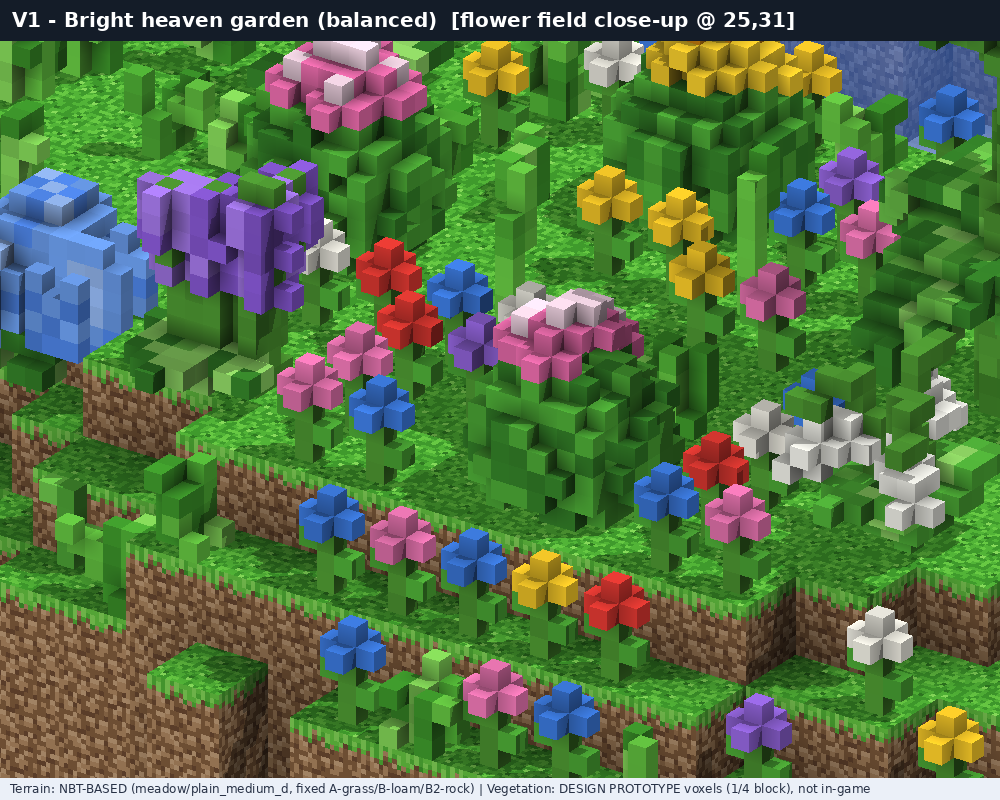 V1 - Bright heaven garden (balanced)  [flower field close-up @ 25,31]
Terrain: NBT-BASED (meadow/plain_medium_d, fixed A-grass/B-loam/B2-rock) | Vegetation: DESIGN PROTOTYPE voxels (1/4 block), not in-game